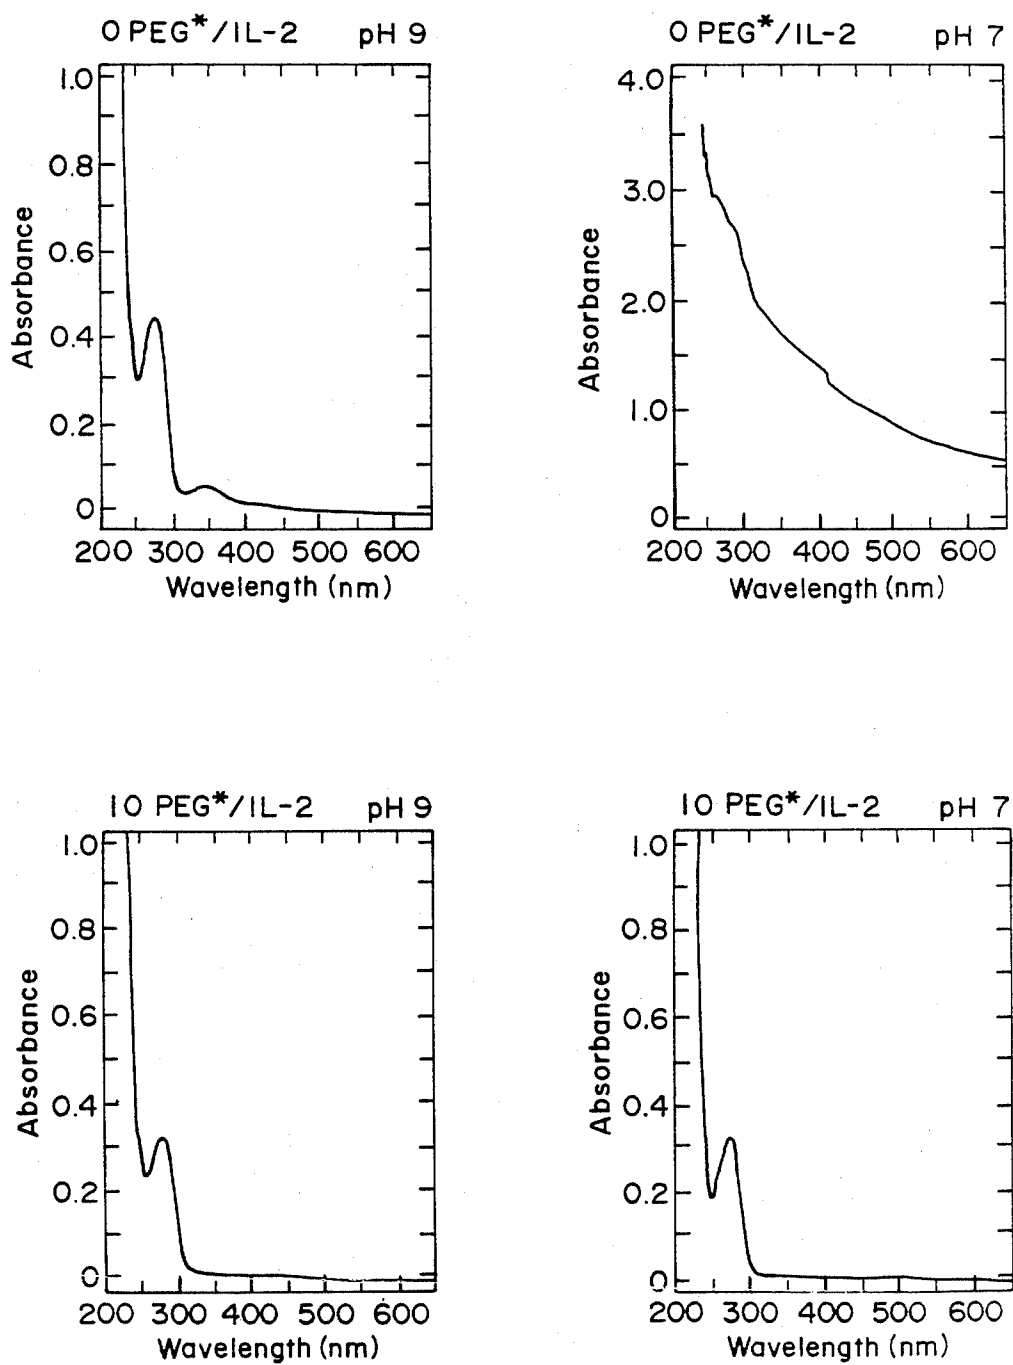 0 PEG*/IL-2 pH 9
1.0
0.8
0.6
0.4
0.2
0
Absorbance
200 300 400 500 600
Wavelength (nm)
0 PEG*/IL-2 pH 7
4.0
3.0
2.0
1.0
0
Absorbance
200 300 400 500 600
Wavelength (nm)
10 PEG*/IL-2 pH 9
1.0
0.8
0.6
0.4
0.2
0
Absorbance
200 300 400 500 600
Wavelength (nm)
10 PEG*/IL-2 pH 7
1.0
0.8
0.6
0.4
0.2
0
Absorbance
200 300 400 500 600
Wavelength (nm)